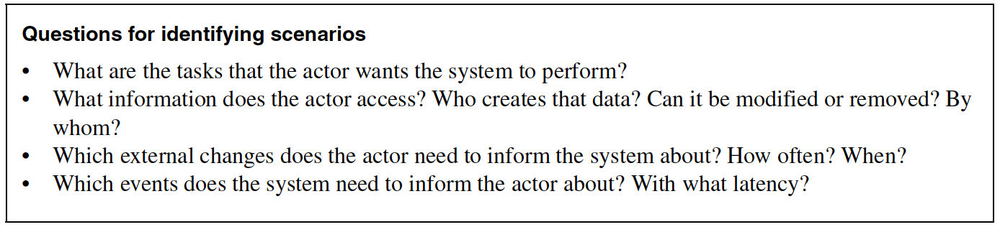 Questions for identifying scenarios
• What are the tasks that the actor wants the system to perform?
• What information does the actor access? Who creates that data? Can it be modified or removed? By
whom?
• Which external changes does the actor need to inform the system about? How often? When?
• Which events does the system need to inform the actor about? With what latency?